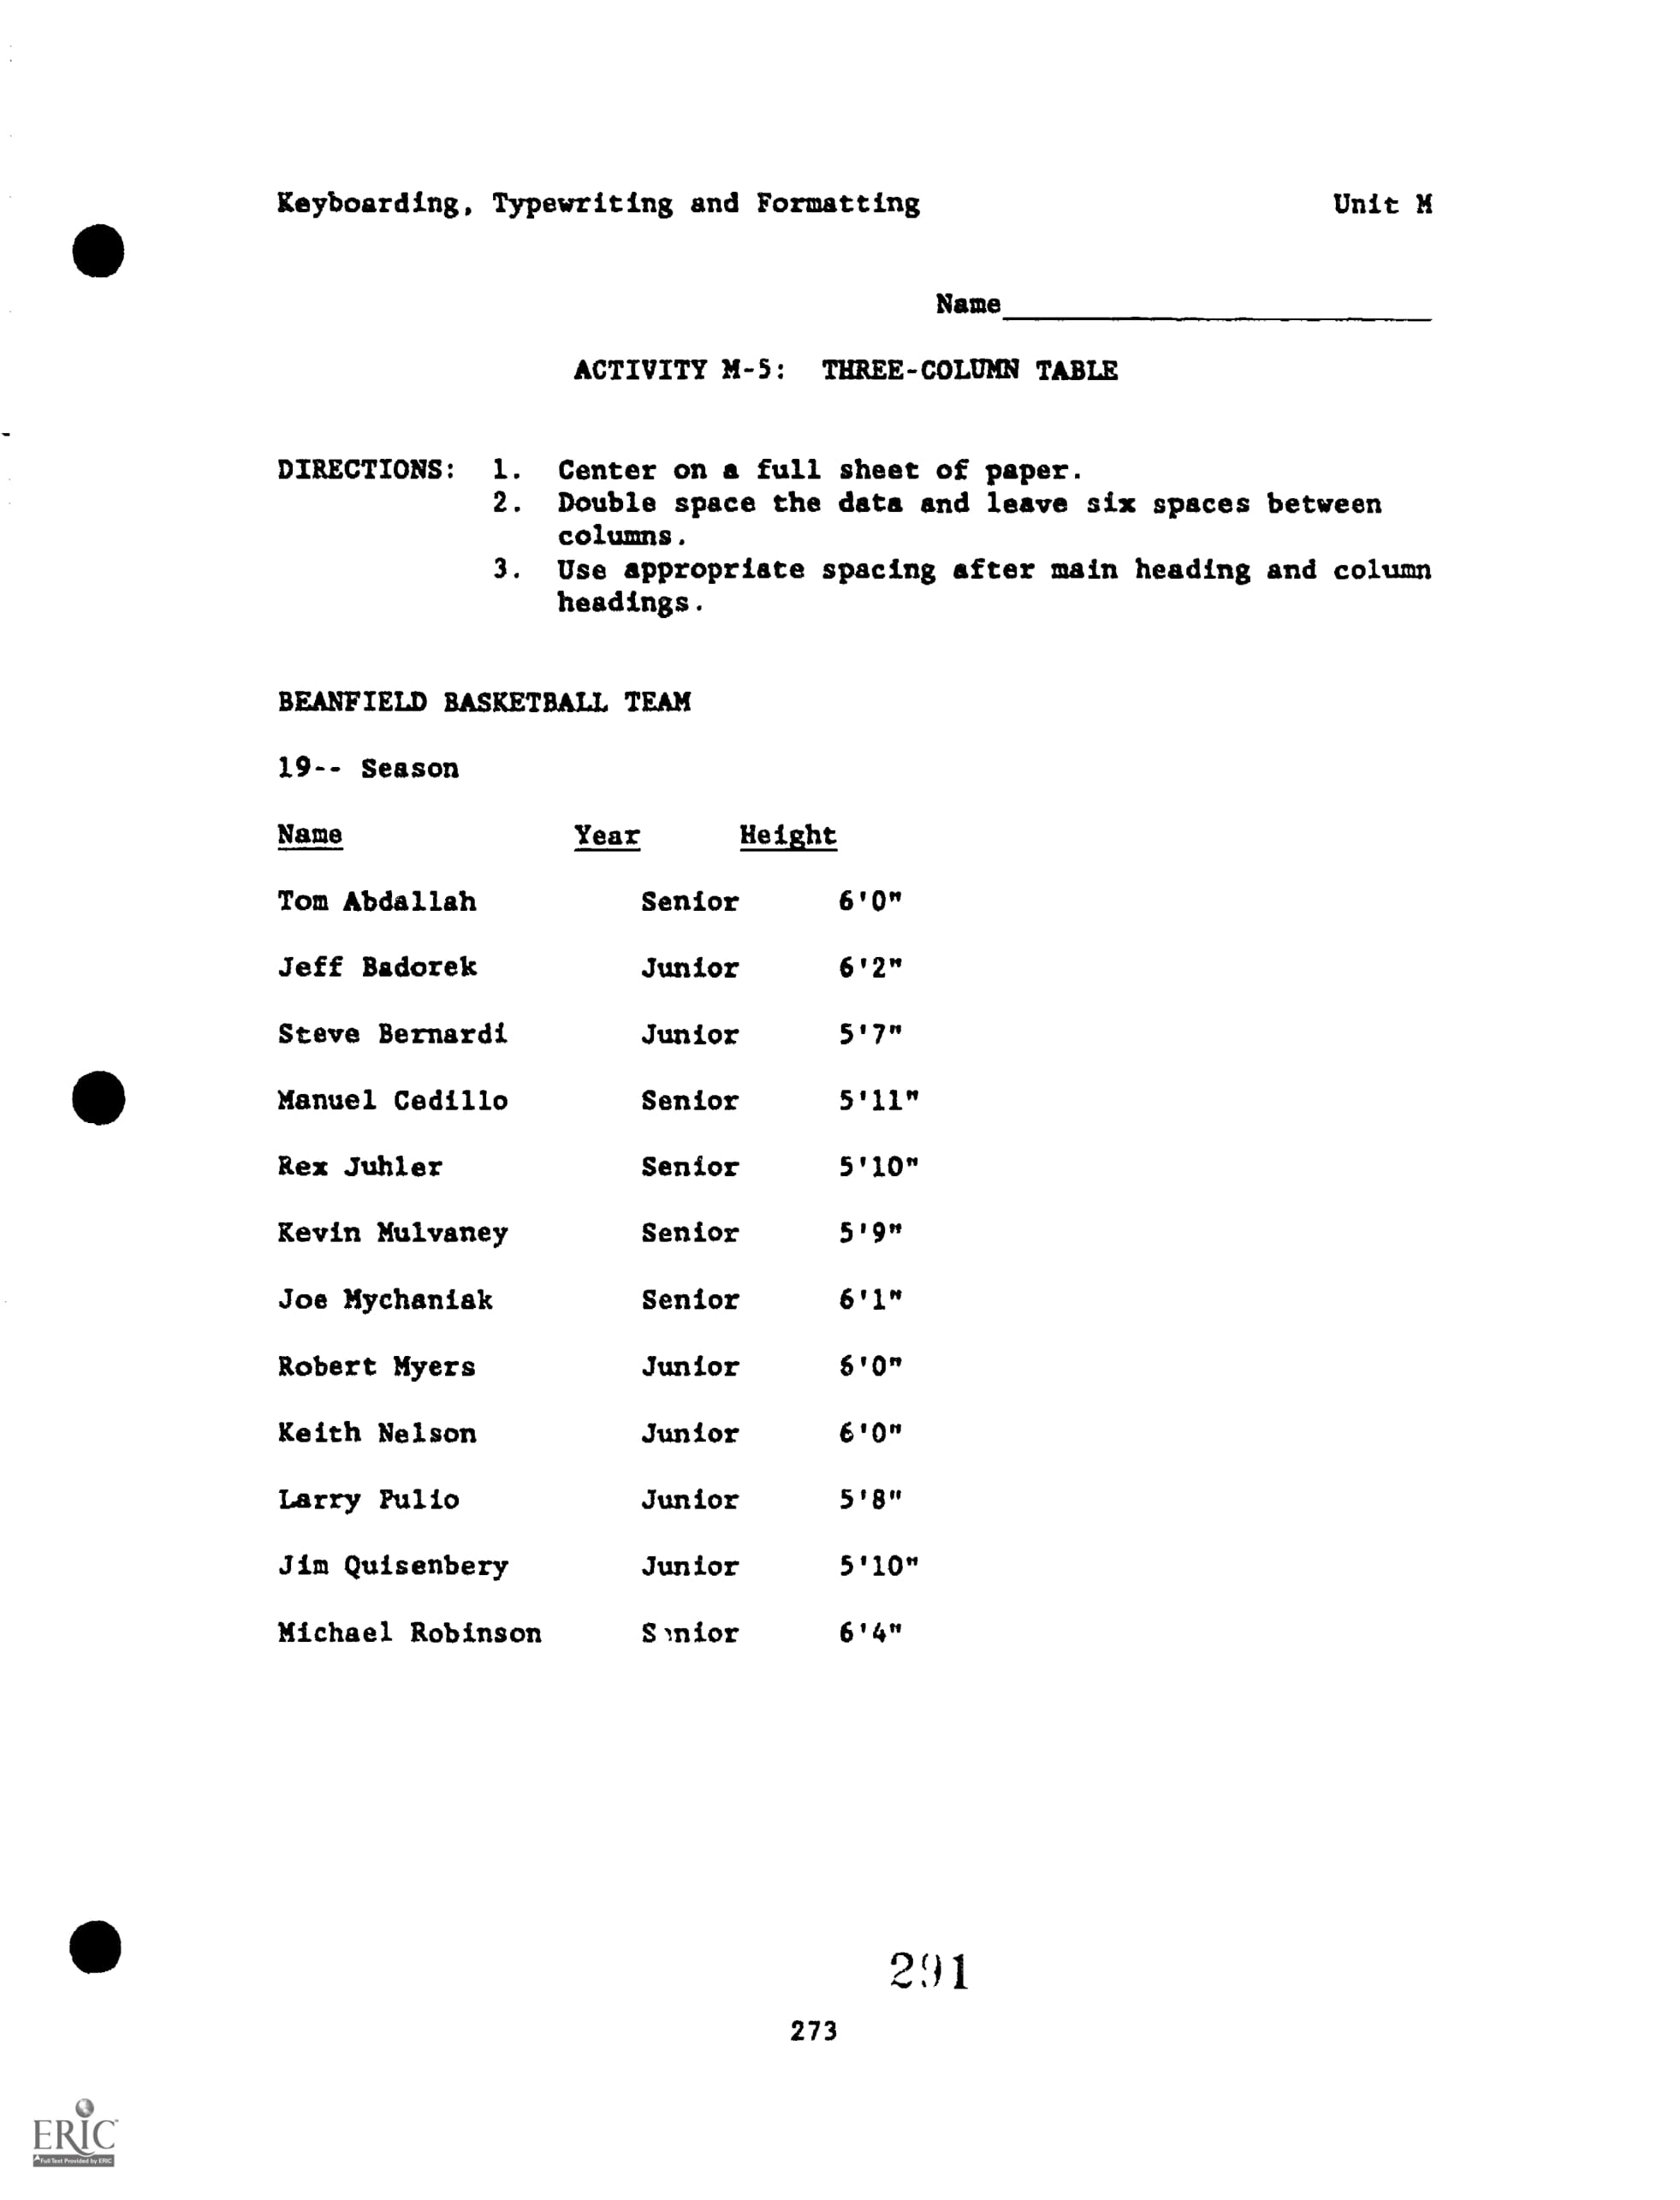 Keyboarding, Typewriting and Formatting Unit M
Name
ACTIVITY M-5: THREE-COLUMN TABLE
DIRECTIONS: 1. Center on a full sheet of paper.
2. Double space the data and leave six spaces between
columns.
3. Use appropriate spacing after main heading and column
headings.
BEANFIELD BASKETBALL TEAM
19-- Season
Name Year Height
Tom Abdallah Senior 6'0"
Jeff Badorek Junior 6'2"
Steve Bernardi Junior 5'7"
Manuel Cedillo Senior 5'11"
Rex Juhler Senior 5'10"
Kevin Mulvaney Senior 5'9"
Joe Mychaniak Senior 6'1"
Robert Myers Junior 6'0"
Keith Nelson Junior 6'0"
Larry Pulio Junior 5'8"
Jim Quisenbery Junior 5'10"
Michael Robinson Senior 6'4"
291
273
ERIC
Full Text Provided by ERIC